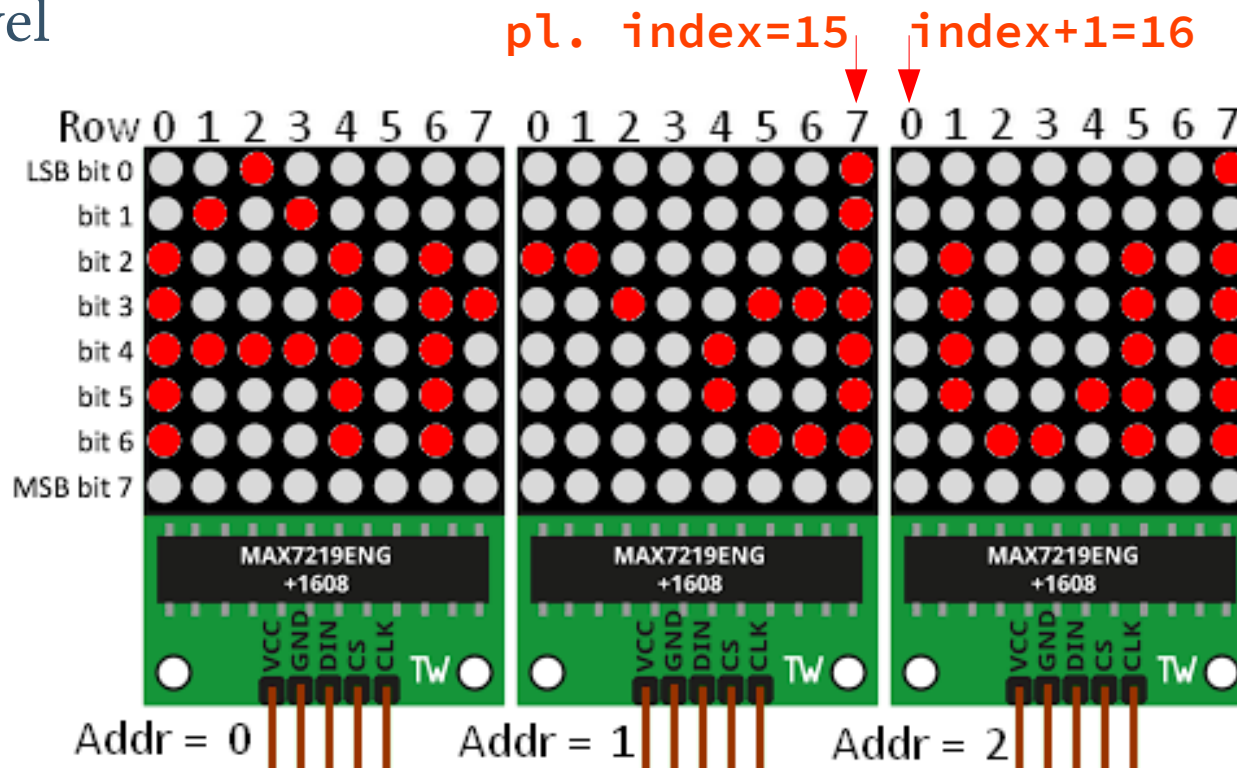 vel
pl. index=15 index+1=16
Row 0 1 2 3 4 5 6 7 0 1 2 3 4 5 6 7 0 1 2 3 4 5 6 7
LSB bit 0
bit 1
bit 2
bit 3
bit 4
bit 5
bit 6
MSB bit 7
MAX7219ENG MAX7219ENG MAX7219ENG
+1608 +1608 +1608
VCC GND DIN CS CLK TW VCC GND DIN CS CLK TW VCC GND DIN CS CLK TW
Addr = 0 Addr = 1 Addr = 2